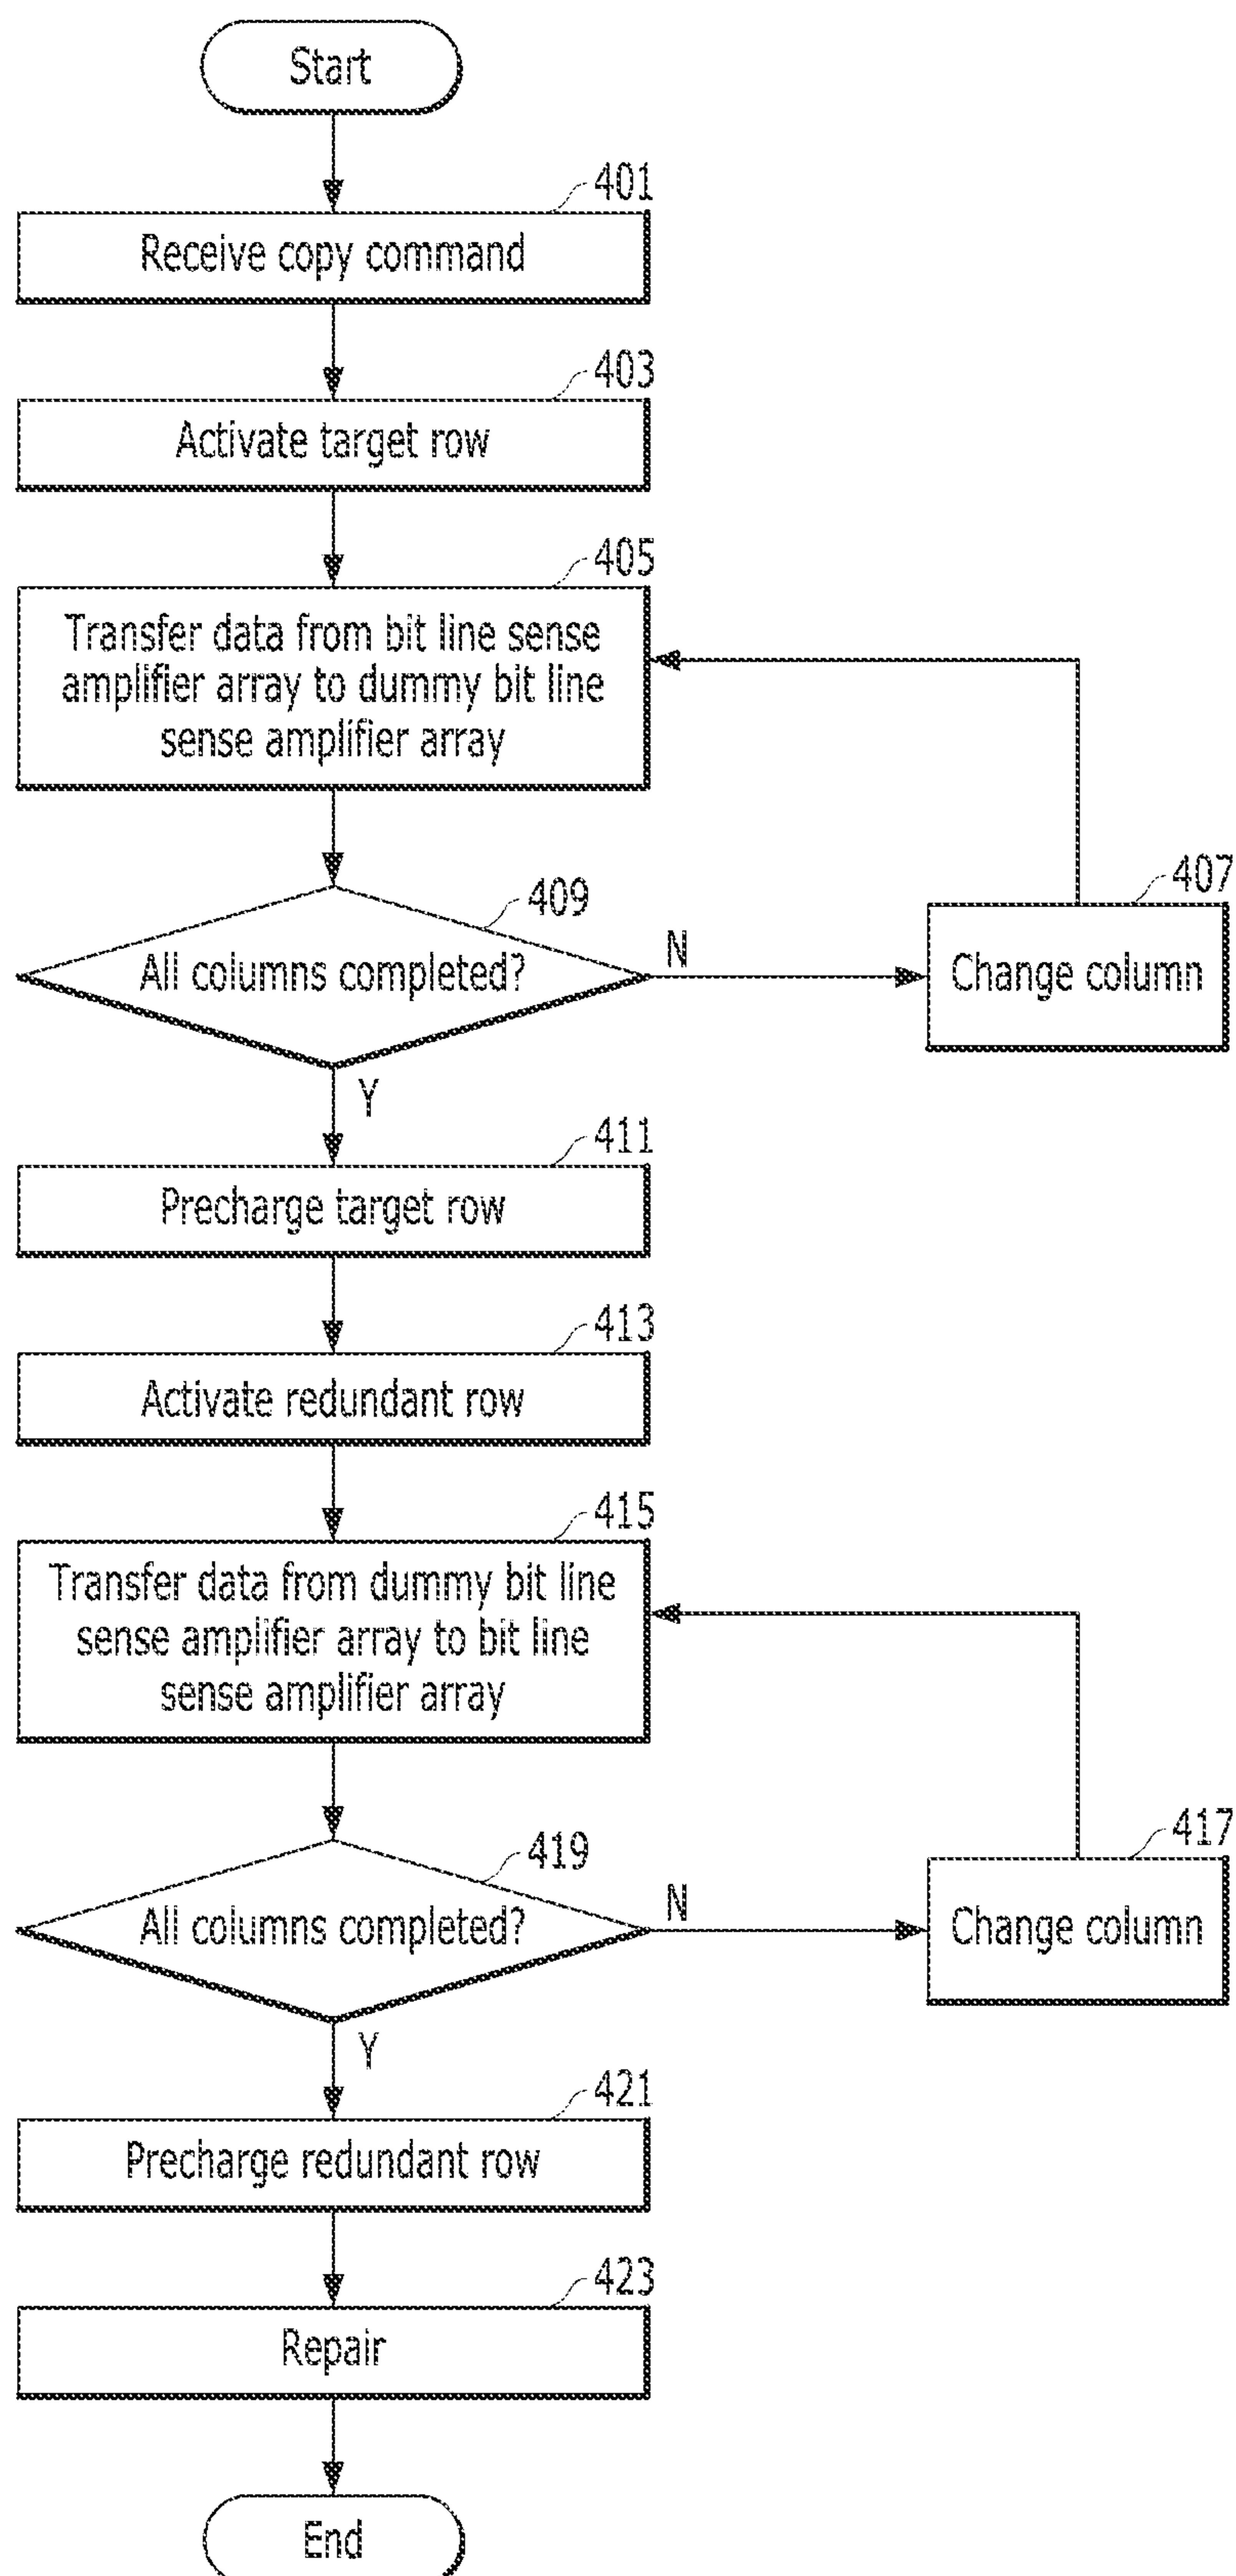 Start
401
Receive copy command
403
Activate target row
405
Transfer data from bit line sense
amplifier array to dummy bit line
sense amplifier array
409
All columns completed?
N
407
Change column
Y
411
Precharge target row
413
Activate redundant row
415
Transfer data from dummy bit line
sense amplifier array to bit line
sense amplifier array
419
All columns completed?
N
417
Change column
Y
421
Precharge redundant row
423
Repair
End